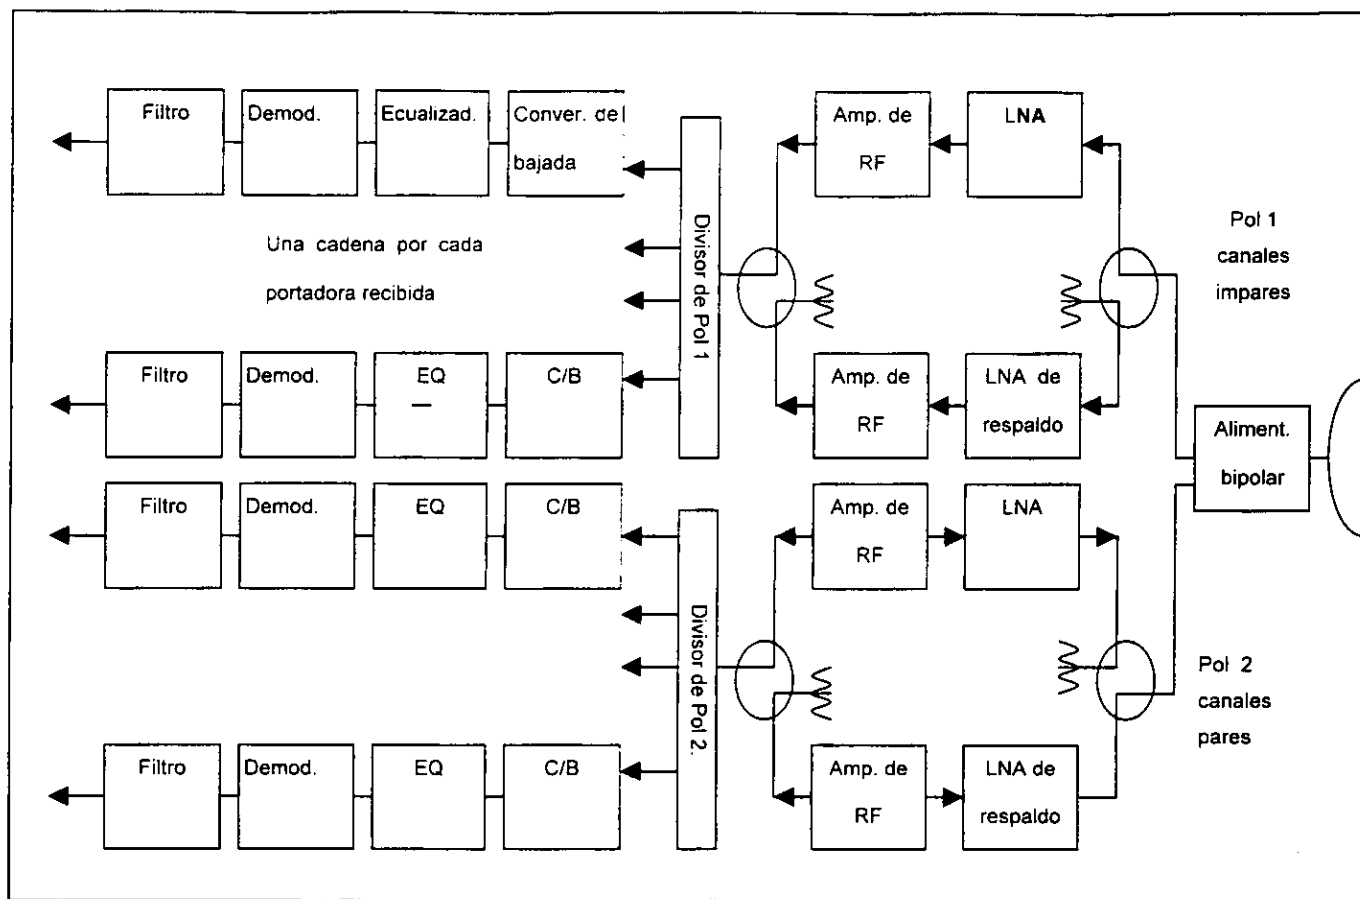 Filtro
Demod.
Ecualizad.
Conver. de
bajada
Amp. de
RF
LNA
Divisor de Pol 1
Pol 1
canales
impares
Una cadena por cada
portadora recibida
Filtro
Demod.
EQ
C/B
Amp. de
RF
LNA de
respaldo
Aliment.
bipolar
Filtro
Demod.
EQ
C/B
Amp. de
RF
LNA
Divisor de Pol 2.
Pol 2
canales
pares
Filtro
Demod.
EQ
C/B
Amp. de
RF
LNA de
respaldo